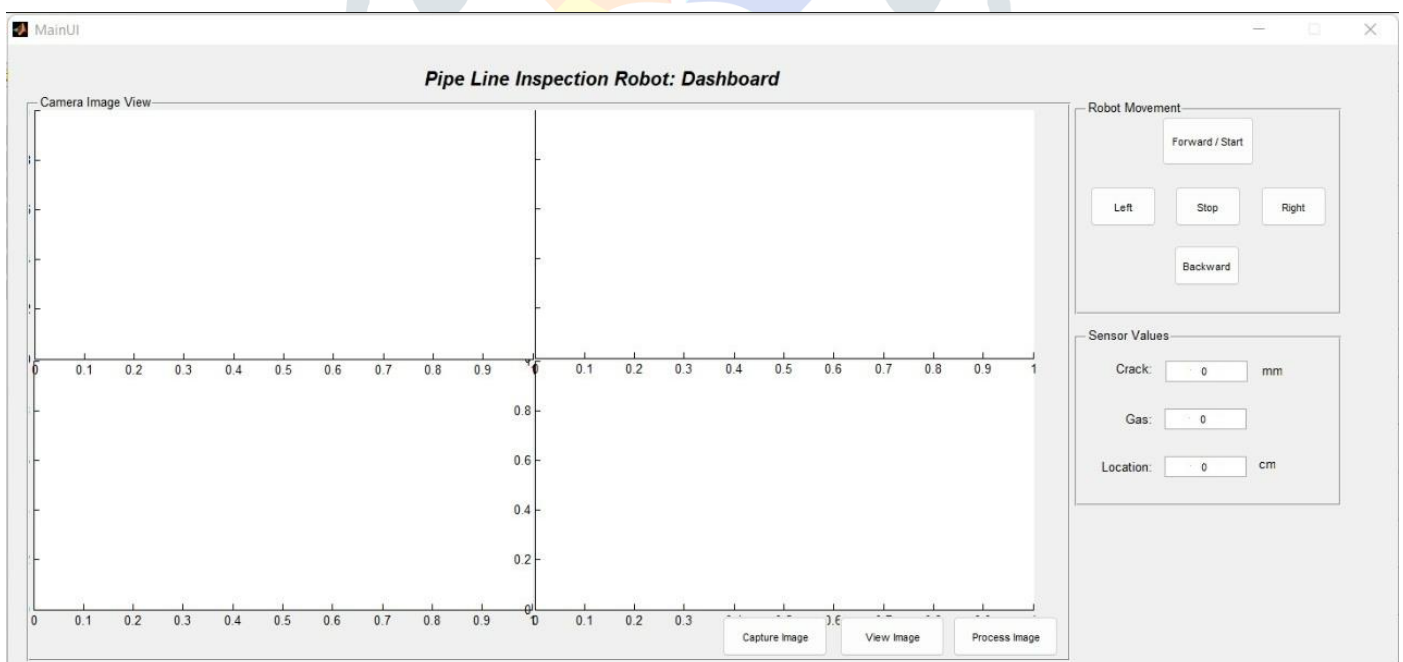 MainUI
Pipe Line Inspection Robot: Dashboard
Camera Image View
0 0.1 0.2 0.3 0.4 0.5 0.6 0.7 0.8 0.9
0.1 0.2 0.3 0.4 0.5 0.6 0.7 0.8 0.9 1
0.8
0.6
0.4
0.2
0
0 0.1 0.2 0.3 0.4 0.5 0.6 0.7 0.8 0.9
0.1 0.2 0.3
Capture Image View Image Process Image
Robot Movement
Forward / Start
Left Stop Right
Backward
Sensor Values
Crack: 0 mm
Gas: 0
Location: 0 cm